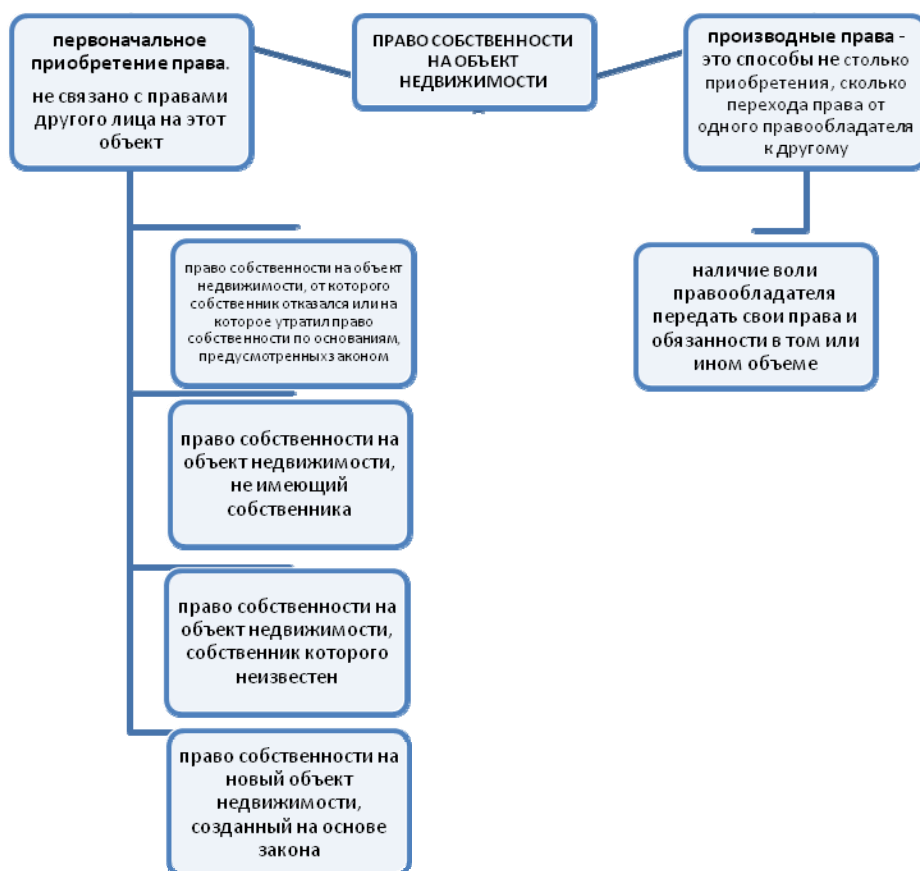 первоначальное
приобретение права.
не связано с правами
другого лица на этот
объект
ПРАВО СОБСТВЕННОСТИ
НА ОБЪЕКТ
НЕДВИЖИМОСТИ
производные права -
это способы не столько
приобретения, сколько
перехода права от
одного правообладателя
к другому
право собственности на объект
недвижимости, от которого
собственник отказался или на
которое утратил право
собственности по основаниям,
предусмотренных законом
право собственности на
объект недвижимости,
не имеющий
собственника
право собственности на
объект недвижимости,
собственник которого
неизвестен
право собственности на
новый объект
недвижимости,
созданный на основе
закона
наличие воли
правообладателя
передать свои права и
обязанности в том или
ином объеме